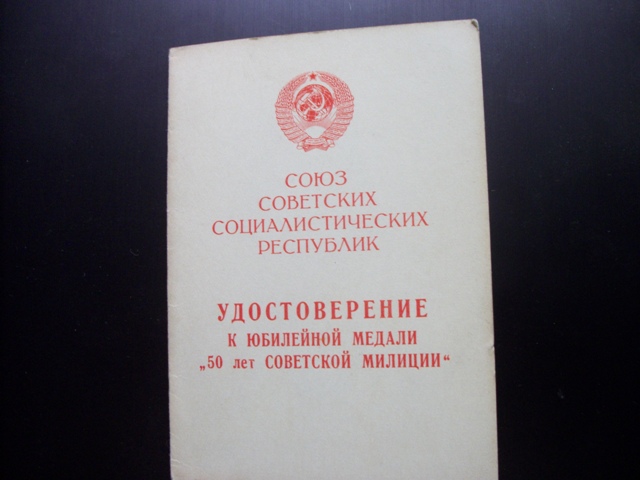 СОЮЗ
СОВЕТСКИХ
СОЦИАЛИСТИЧЕСКИХ
РЕСПУБЛИК
УДОСТОВЕРЕНИЕ
К ЮБИЛЕЙНОЙ МЕДАЛИ
„50 лет СОВЕТСКОЙ МИЛИЦИИ“